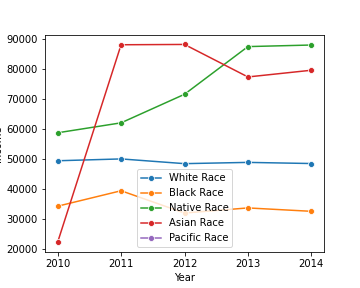 90000
80000
70000
60000
50000
40000
30000
20000
White Race
Black Race
Native Race
Asian Race
Pacific Race
2010 2011 2012 2013 2014
Year